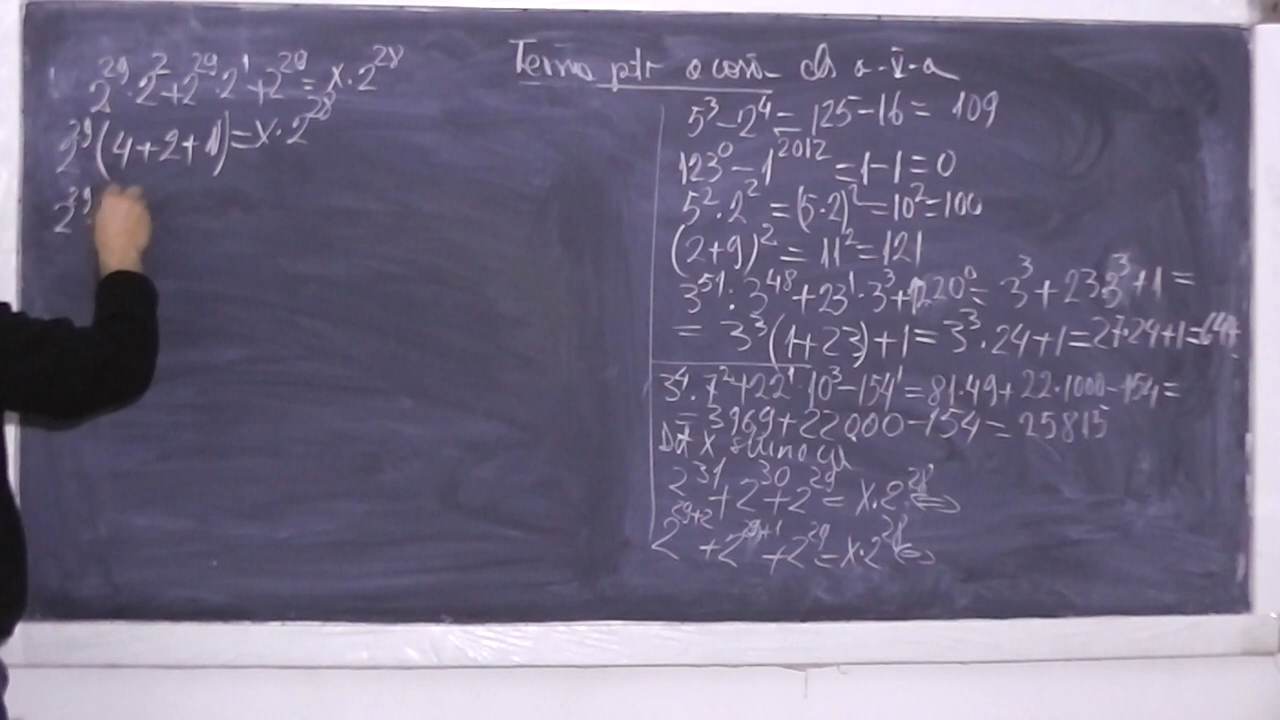 2^29 · 2^2 + 2^29 · 2^1 + 2^29 = x · 2^28
2^29 (4+2+1) = x · 2^28
2^29
Tema ptr cls a-V-a
5^3 - 2^4 = 125 - 16 = 109
123^0 - 1^2012 = 1 - 1 = 0
5^2 · 2^2 = (5·2)^2 = 10^2 = 100
(2+9)^2 = 11^2 = 121
3^51 : 3^48 + 23^1 · 3^3 + 20^0 = 3^3 + 23·3^3 + 1 =
= 3^3 (1+23) + 1 = 3^3 · 24 + 1 = 27·24+1 = 64
3^4 · 7^2 + 22^1 · 10^3 - 154^1 = 81·49 + 22·1000 - 154 =
= 3969 + 22000 - 154 = 25815
x
2^31 + 2^30 + 2^29 = x · 2^28 ⇔
2^29+2 + 2^29+1 + 2^29 = x · 2^28 ⇔